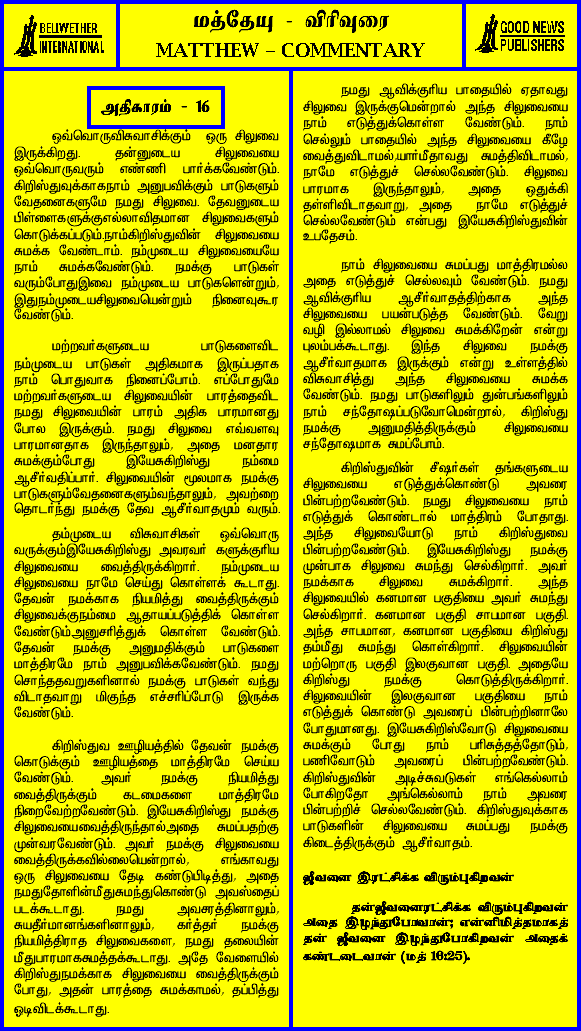 BELLWETHER
INTERNATIONAL
மத்தேயு - விரிவுரை
MATTHEW – COMMENTARY
GOOD NEWS
PUBLISHERS
அதிகாரம் - 16
ஒவ்வொருவிசுவாசிக்கும் ஒரு சிலுவை
இருக்கிறது. தன்னுடைய சிலுவையை
ஒவ்வொருவரும் எண்ணி பார்க்கவேண்டும்.
கிறிஸ்துவுக்காகநாம் அனுபவிக்கும் பாடுகளும்
வேதனைகளுமே நமது சிலுவை. தேவனுடைய
பிள்ளைகளுக்குஎல்லாவிதமான சிலுவைகளும்
கொடுக்கப்படும்.நாம்கிறிஸ்துவின் சிலுவையை
சுமக்க வேண்டாம். நம்முடைய சிலுவையையே
நாம் சுமக்கவேண்டும். நமக்கு பாடுகள்
வரும்போதுஇவை நம்முடைய பாடுகளென்றும்,
இதுநம்முடையசிலுவையென்றும் நினைவுகூர
வேண்டும்.
மற்றவர்களுடைய பாடுகளைவிட
நம்முடைய பாடுகள் அதிகமாக இருப்பதாக
நாம் பொதுவாக நினைப்போம். எப்போதுமே
மற்றவர்களுடைய சிலுவையின் பாரத்தைவிட
நமது சிலுவையின் பாரம் அதிக பாரமானது
போல இருக்கும். நமது சிலுவை எவ்வளவு
பாரமானதாக இருந்தாலும், அதை மனதார
சுமக்கும்போது இயேசுகிறிஸ்து நம்மை
ஆசீர்வதிப்பார். சிலுவையின் மூலமாக நமக்கு
பாடுகளும்வேதனைகளும்வந்தாலும், அவற்றை
தொடர்ந்து நமக்கு தேவ ஆசீர்வாதமும் வரும்.
தம்முடைய விசுவாசிகள் ஒவ்வொரு
வருக்கும்இயேசுகிறிஸ்து அவரவர் களுக்குரிய
சிலுவையை வைத்திருக்கிறார். நம்முடைய
சிலுவையை நாமே செய்து கொள்ளக் கூடாது.
தேவன் நமக்காக நியமித்து வைத்திருக்கும்
சிலுவைக்குநம்மை ஆதாயப்படுத்திக் கொள்ள
வேண்டும்அனுசரித்துக் கொள்ள வேண்டும்.
தேவன் நமக்கு அனுமதிக்கும் பாடுகளை
மாத்திரமே நாம் அனுபவிக்கவேண்டும். நமது
சொந்ததவறுகளினால் நமக்கு பாடுகள் வந்து
விடாதவாறு மிகுந்த எச்சரிப்போடு இருக்க
வேண்டும்.
கிறிஸ்துவ ஊழியத்தில் தேவன் நமக்கு
கொடுக்கும் ஊழியத்தை மாத்திரமே செய்ய
வேண்டும். அவர் நமக்கு நியமித்து
வைத்திருக்கும் கடமைகளை மாத்திரமே
நிறைவேற்றவேண்டும். இயேசுகிறிஸ்து நமக்கு
சிலுவையைவைத்திருந்தால்அதை சுமப்பதற்கு
முன்வரவேண்டும். அவர் நமக்கு சிலுவையை
வைத்திருக்கவில்லையென்றால், எங்காவது
ஒரு சிலுவையை தேடி கண்டுபிடித்து, அதை
நமதுதோளின்மீதுசுமந்துகொண்டு அவஸ்தைப்
படக்கூடாது. நமது அவசரத்தினாலும்,
சுயதீர்மானங்களினாலும், கர்த்தர் நமக்கு
நியமித்திராத சிலுவைகளை, நமது தலையின்
மீதுபாரமாகசுமத்தக்கூடாது. அதே வேளையில்
கிறிஸ்துநமக்காக சிலுவையை வைத்திருக்கும்
போது, அதன் பாரத்தை சுமக்காமல், தப்பித்து
ஓடிவிடக்கூடாது.
நமது ஆவிக்குரிய பாதையில் ஏதாவது
சிலுவை இருக்குமென்றால் அந்த சிலுவையை
நாம் எடுத்துக்கொள்ள வேண்டும். நாம்
செல்லும் பாதையில் அந்த சிலுவையை கீழே
வைத்துவிடாமல்,யார்மீதாவது சுமத்திவிடாமல்,
நாமே எடுத்துச் செல்லவேண்டும். சிலுவை
பாரமாக இருந்தாலும், அதை ஒதுக்கி
தள்ளிவிடாதவாறு, அதை நாமே எடுத்துச்
செல்லவேண்டும் என்பது இயேசுகிறிஸ்துவின்
உபதேசம்.
நாம் சிலுவையை சுமப்பது மாத்திரமல்ல
அதை எடுத்துச் செல்லவும் வேண்டும். நமது
ஆவிக்குரிய ஆசீர்வாதத்திற்காக அந்த
சிலுவையை பயன்படுத்த வேண்டும். வேறு
வழி இல்லாமல் சிலுவை சுமக்கிறேன் என்று
புலம்பக்கூடாது. இந்த சிலுவை நமக்கு
ஆசீர்வாதமாக இருக்கும் என்று உள்ளத்தில்
விசுவாசித்து அந்த சிலுவையை சுமக்க
வேண்டும். நமது பாடுகளிலும் துன்பங்களிலும்
நாம் சந்தோஷப்படுவோமென்றால், கிறிஸ்து
நமக்கு அனுமதித்திருக்கும் சிலுவையை
சந்தோஷமாக சுமப்போம்.
கிறிஸ்துவின் சீஷர்கள் தங்களுடைய
சிலுவையை எடுத்துக்கொண்டு அவரை
பின்பற்றவேண்டும். நமது சிலுவையை நாம்
எடுத்துக் கொண்டால் மாத்திரம் போதாது.
அந்த சிலுவையோடு நாம் கிறிஸ்துவை
பின்பற்றவேண்டும். இயேசுகிறிஸ்து நமக்கு
முன்பாக சிலுவை சுமந்து செல்கிறார். அவர்
நமக்காக சிலுவை சுமக்கிறார். அந்த
சிலுவையில் கனமான பகுதியை அவர் சுமந்து
செல்கிறார். கனமான பகுதி சாபமான பகுதி.
அந்த சாபமான, கனமான பகுதியை கிறிஸ்து
தம்மீது சுமந்து கொள்கிறார். சிலுவையின்
மற்றொரு பகுதி இலகுவான பகுதி. அதையே
கிறிஸ்து நமக்கு கொடுத்திருக்கிறார்.
சிலுவையின் இலகுவான பகுதியை நாம்
எடுத்துக் கொண்டு அவரைப் பின்பற்றினாலே
போதுமானது. இயேசுகிறிஸ்வோடு சிலுவையை
சுமக்கும் போது நாம் பரிசுத்தத்தோடும்,
பணிவோடும் அவரைப் பின்பற்றவேண்டும்.
கிறிஸ்துவின் அடிச்சுவடுகள் எங்கெல்லாம்
போகிறதோ அங்கெல்லாம் நாம் அவரை
பின்பற்றிச் செல்லவேண்டும். கிறிஸ்துவுக்காக
பாடுகளின் சிலுவையை சுமப்பது நமக்கு
கிடைத்திருக்கும் ஆசீர்வாதம்.
ஜீவனை இரட்சிக்க விரும்புகிறவன்
தன்ஜீவனைரட்சிக்க விரும்புகிறவன்
அதை இழந்துபோவான்; என்னிமித்தமாகத்
தன் ஜீவனை இழந்துபோகிறவன் அதைக்
கண்டடைவான் (மத் 16:25).